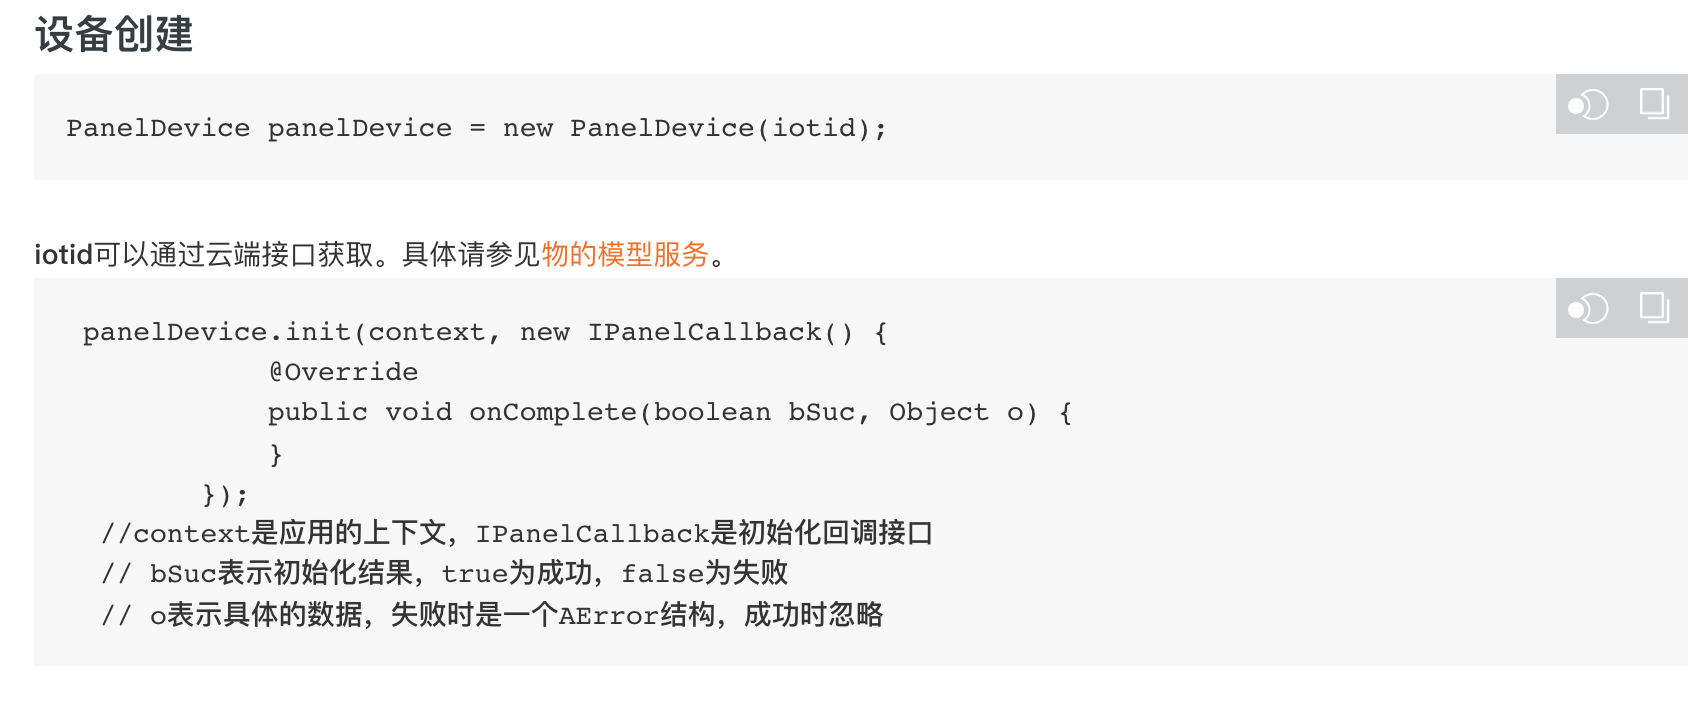 设备创建
PanelDevice panelDevice = new PanelDevice(iotid);
iotid可以通过云端接口获取。具体请参见物的模型服务。
panelDevice.init(context, new IPanelCallback() {
@Override
public void onComplete(boolean bSuc, Object o) {
}
});
//context是应用的上下文，IPanelCallback是初始化回调接口
// bSuc表示初始化结果，true为成功，false为失败
// o表示具体的数据，失败时是一个AError结构，成功时忽略